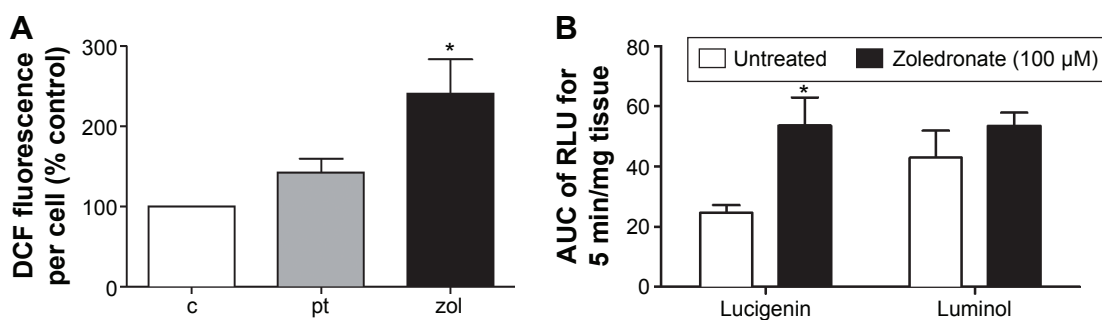 A
DCF fluorescence
per cell (% control)
300
200
100
0
*
c
pt
zol
B
AUC of RLU for
5 min/mg tissue
80
60
40
20
0
Untreated
Zoledronate (100 µM)
*
Lucigenin
Luminol